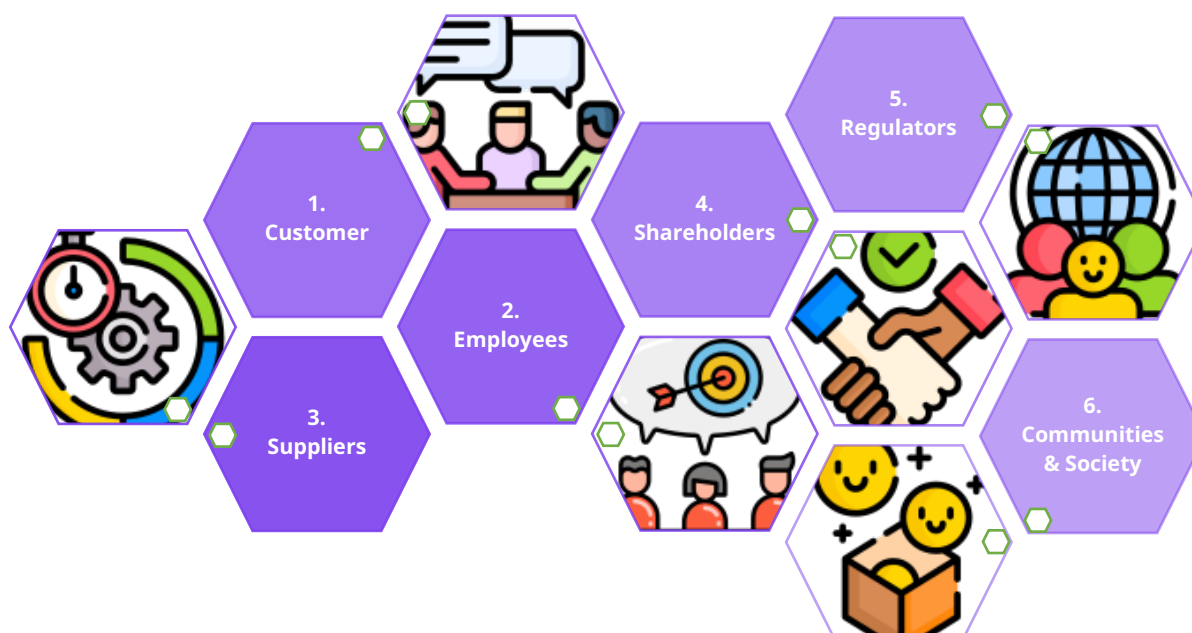 1.
Customer
2.
Employees
3.
Suppliers
4.
Shareholders
5.
Regulators
6.
Communities
& Society